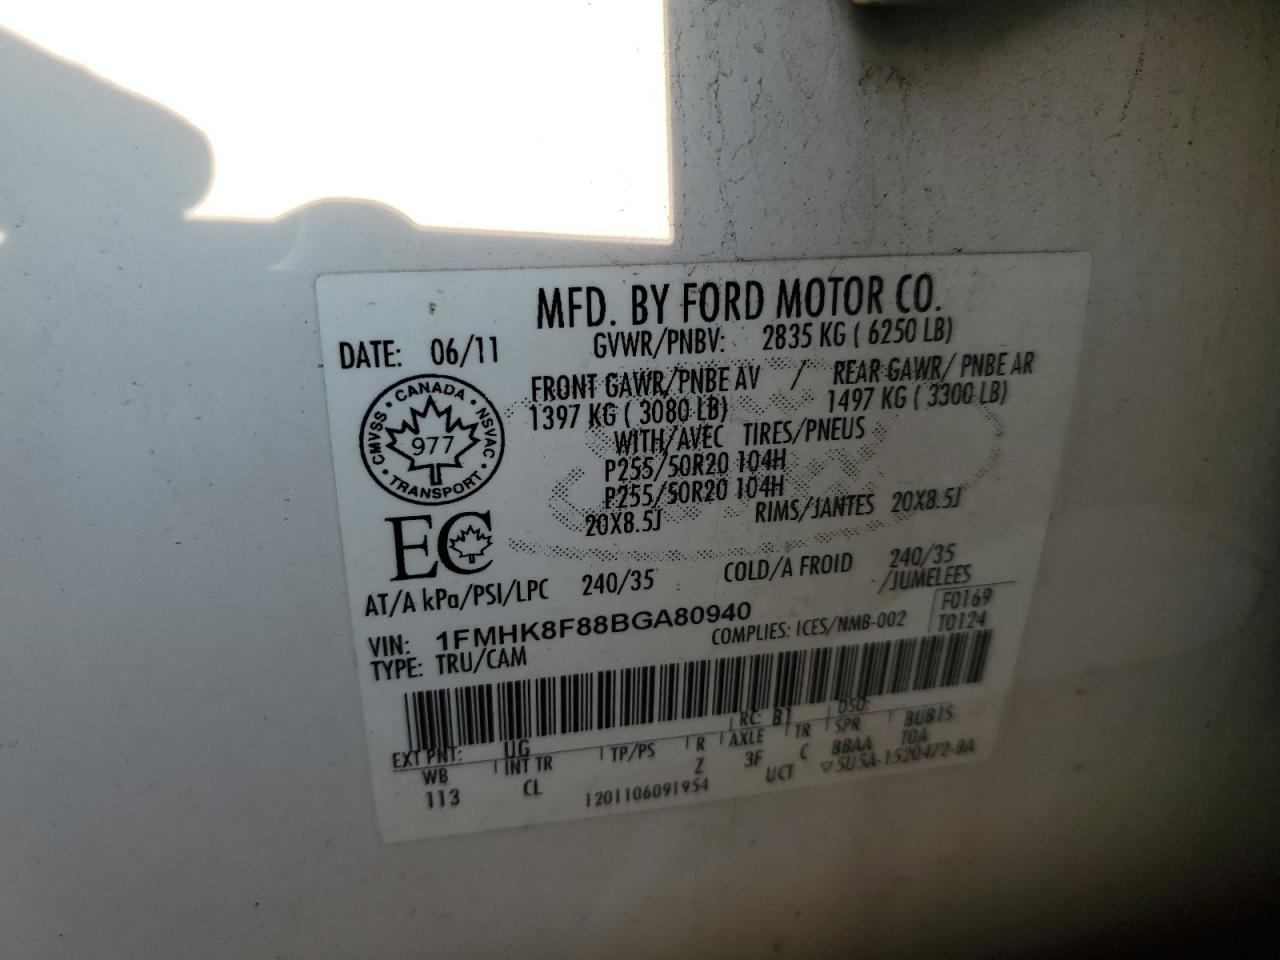 MFD. BY FORD MOTOR CO.
DATE: 06/11
GVWR/PNBV: 2835 KG ( 6250 LB)
FRONT GAWR/PNBE AV / REAR GAWR/ PNBE AR
1397 KG ( 3080 LB) 1497 KG ( 3300 LB)
WITH/AVEC TIRES/PNEUS
P255/50R20 104H
P255/50R20 104H
20X8.5J RIMS/JANTES 20X8.5J
CMVSS • CANADA • NSVAC • TRANSPORT •
977
EC
AT/A kPa/PSI/LPC 240/35 COLD/A FROID 240/35
/JUMELEES
VIN: 1FMHK8F88BGA80940
COMPLIES: ICES/NMB-002
F0169
T0124
TYPE: TRU/CAM
EXT PNT: UG RC: B1 DSO:
WB INT TR TP/PS R AXLE TR SPR BUB1S
113 CL Z 3F C BBAA TOA
1201106091954 UCT ▽5U5A-1520472-BA